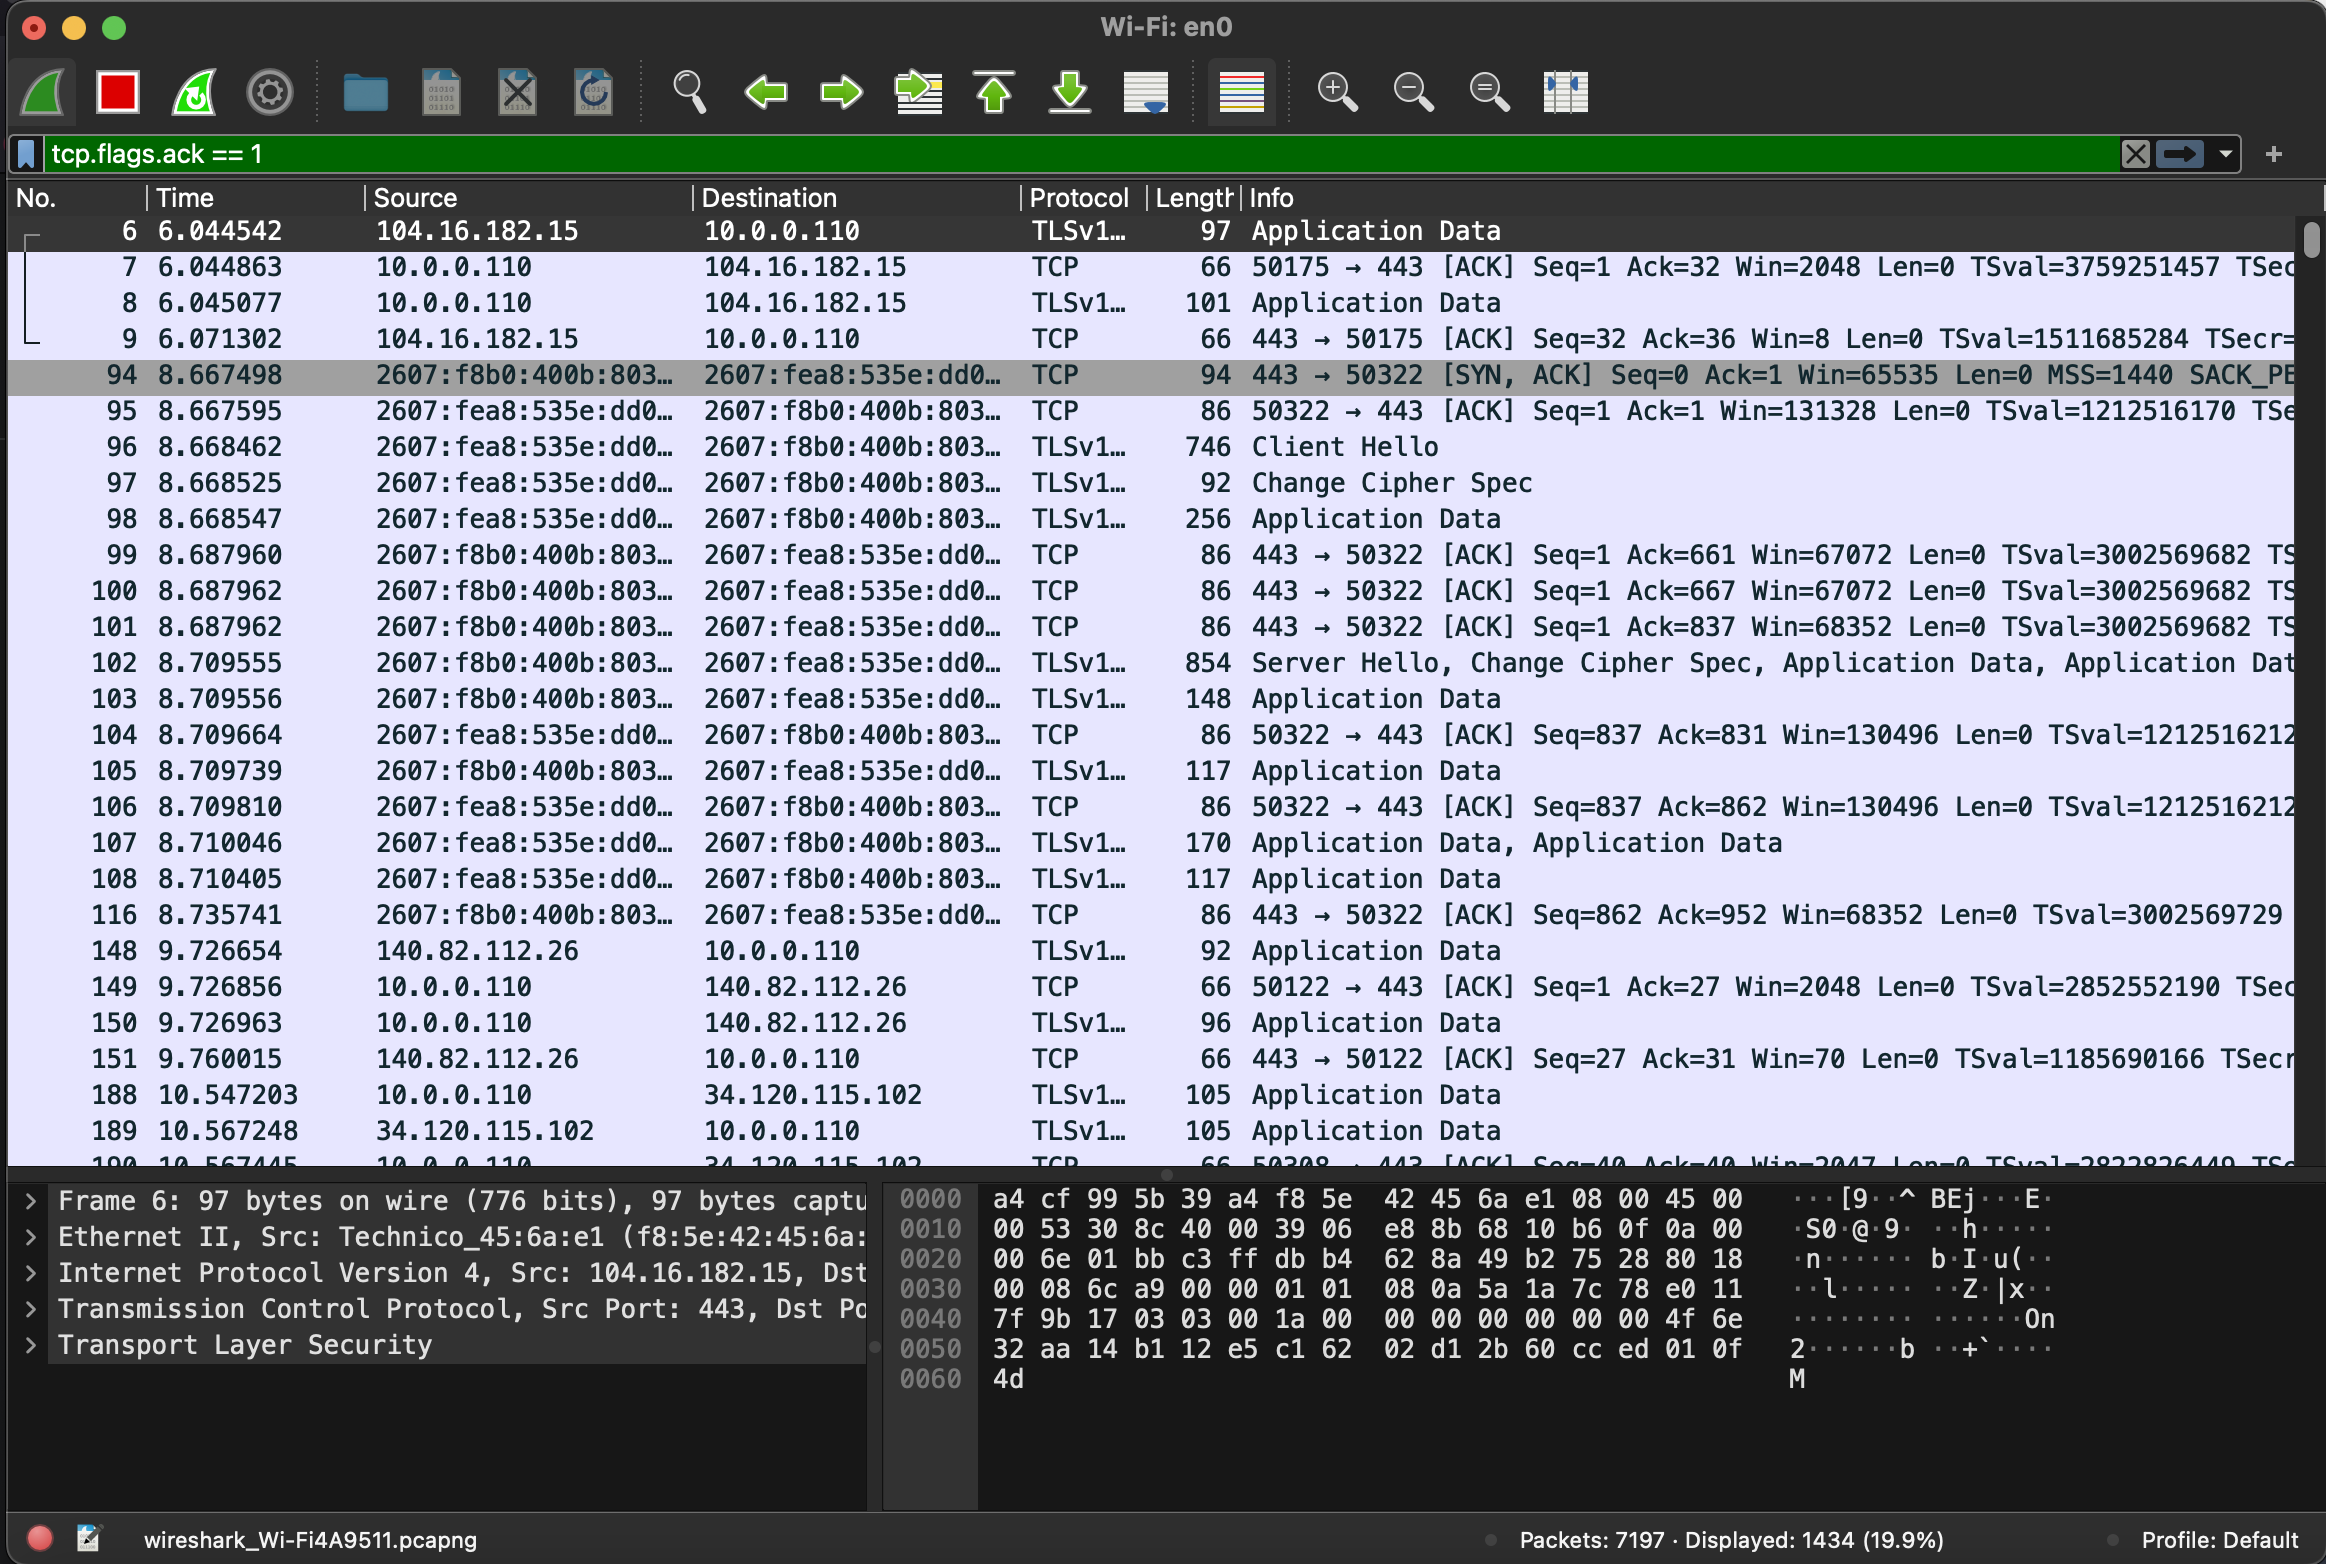 Wi-Fi: en0
tcp.flags.ack == 1
No. Time Source Destination Protocol Length Info
6 6.044542 104.16.182.15 10.0.0.110 TLSv1… 97 Application Data
7 6.044863 10.0.0.110 104.16.182.15 TCP 66 50175 → 443 [ACK] Seq=1 Ack=32 Win=2048 Len=0 TSval=3759251457 TSec
8 6.045077 10.0.0.110 104.16.182.15 TLSv1… 101 Application Data
9 6.071302 104.16.182.15 10.0.0.110 TCP 66 443 → 50175 [ACK] Seq=32 Ack=36 Win=8 Len=0 TSval=1511685284 TSecr=
94 8.667498 2607:f8b0:400b:803… 2607:fea8:535e:dd0… TCP 94 443 → 50322 [SYN, ACK] Seq=0 Ack=1 Win=65535 Len=0 MSS=1440 SACK_PE
95 8.667595 2607:fea8:535e:dd0… 2607:f8b0:400b:803… TCP 86 50322 → 443 [ACK] Seq=1 Ack=1 Win=131328 Len=0 TSval=1212516170 TSe
96 8.668462 2607:fea8:535e:dd0… 2607:f8b0:400b:803… TLSv1… 746 Client Hello
97 8.668525 2607:fea8:535e:dd0… 2607:f8b0:400b:803… TLSv1… 92 Change Cipher Spec
98 8.668547 2607:fea8:535e:dd0… 2607:f8b0:400b:803… TLSv1… 256 Application Data
99 8.687960 2607:f8b0:400b:803… 2607:fea8:535e:dd0… TCP 86 443 → 50322 [ACK] Seq=1 Ack=661 Win=67072 Len=0 TSval=3002569682 TS
100 8.687962 2607:f8b0:400b:803… 2607:fea8:535e:dd0… TCP 86 443 → 50322 [ACK] Seq=1 Ack=667 Win=67072 Len=0 TSval=3002569682 TS
101 8.687962 2607:f8b0:400b:803… 2607:fea8:535e:dd0… TCP 86 443 → 50322 [ACK] Seq=1 Ack=837 Win=68352 Len=0 TSval=3002569682 TS
102 8.709555 2607:f8b0:400b:803… 2607:fea8:535e:dd0… TLSv1… 854 Server Hello, Change Cipher Spec, Application Data, Application Dat
103 8.709556 2607:f8b0:400b:803… 2607:fea8:535e:dd0… TLSv1… 148 Application Data
104 8.709664 2607:fea8:535e:dd0… 2607:f8b0:400b:803… TCP 86 50322 → 443 [ACK] Seq=837 Ack=831 Win=130496 Len=0 TSval=1212516212
105 8.709739 2607:f8b0:400b:803… 2607:fea8:535e:dd0… TLSv1… 117 Application Data
106 8.709810 2607:fea8:535e:dd0… 2607:f8b0:400b:803… TCP 86 50322 → 443 [ACK] Seq=837 Ack=862 Win=130496 Len=0 TSval=1212516212
107 8.710046 2607:fea8:535e:dd0… 2607:f8b0:400b:803… TLSv1… 170 Application Data, Application Data
108 8.710405 2607:fea8:535e:dd0… 2607:f8b0:400b:803… TLSv1… 117 Application Data
116 8.735741 2607:f8b0:400b:803… 2607:fea8:535e:dd0… TCP 86 443 → 50322 [ACK] Seq=862 Ack=952 Win=68352 Len=0 TSval=3002569729
148 9.726654 140.82.112.26 10.0.0.110 TLSv1… 92 Application Data
149 9.726856 10.0.0.110 140.82.112.26 TCP 66 50122 → 443 [ACK] Seq=1 Ack=27 Win=2048 Len=0 TSval=2852552190 TSec
150 9.726963 10.0.0.110 140.82.112.26 TLSv1… 96 Application Data
151 9.760015 140.82.112.26 10.0.0.110 TCP 66 443 → 50122 [ACK] Seq=27 Ack=31 Win=70 Len=0 TSval=1185690166 TSecr
188 10.547203 10.0.0.110 34.120.115.102 TLSv1… 105 Application Data
189 10.567248 34.120.115.102 10.0.0.110 TLSv1… 105 Application Data
190 10.567445 10.0.0.110 34.120.115.102 TCP 66 50308 → 443 [ACK] Seq=40 Ack=40 Win=2047 Len=0 TSval=2822826449 TSe
Frame 6: 97 bytes on wire (776 bits), 97 bytes captu
Ethernet II, Src: Technico_45:6a:e1 (f8:5e:42:45:6a:
Internet Protocol Version 4, Src: 104.16.182.15, Dst
Transmission Control Protocol, Src Port: 443, Dst Po
Transport Layer Security
0000 a4 cf 99 5b 39 a4 f8 5e 42 45 6a e1 08 00 45 00 ···[9··^ BEj···E·
0010 00 53 30 8c 40 00 39 06 e8 8b 68 10 b6 0f 0a 00 ·S0·@·9· ··h·····
0020 00 6e 01 bb c3 ff db b4 62 8a 49 b2 75 28 80 18 ·n······ b·I·u(··
0030 00 08 6c a9 00 00 01 01 08 0a 5a 1a 7c 78 e0 11 ··l····· ··Z·|x··
0040 7f 9b 17 03 03 00 1a 00 00 00 00 00 00 00 4f 6e ········ ······On
0050 32 aa 14 b1 12 e5 c1 62 02 d1 2b 60 cc ed 01 0f 2······b ··+`····
0060 4d M
wireshark_Wi-Fi4A9511.pcapng Packets: 7197 · Displayed: 1434 (19.9%) Profile: Default